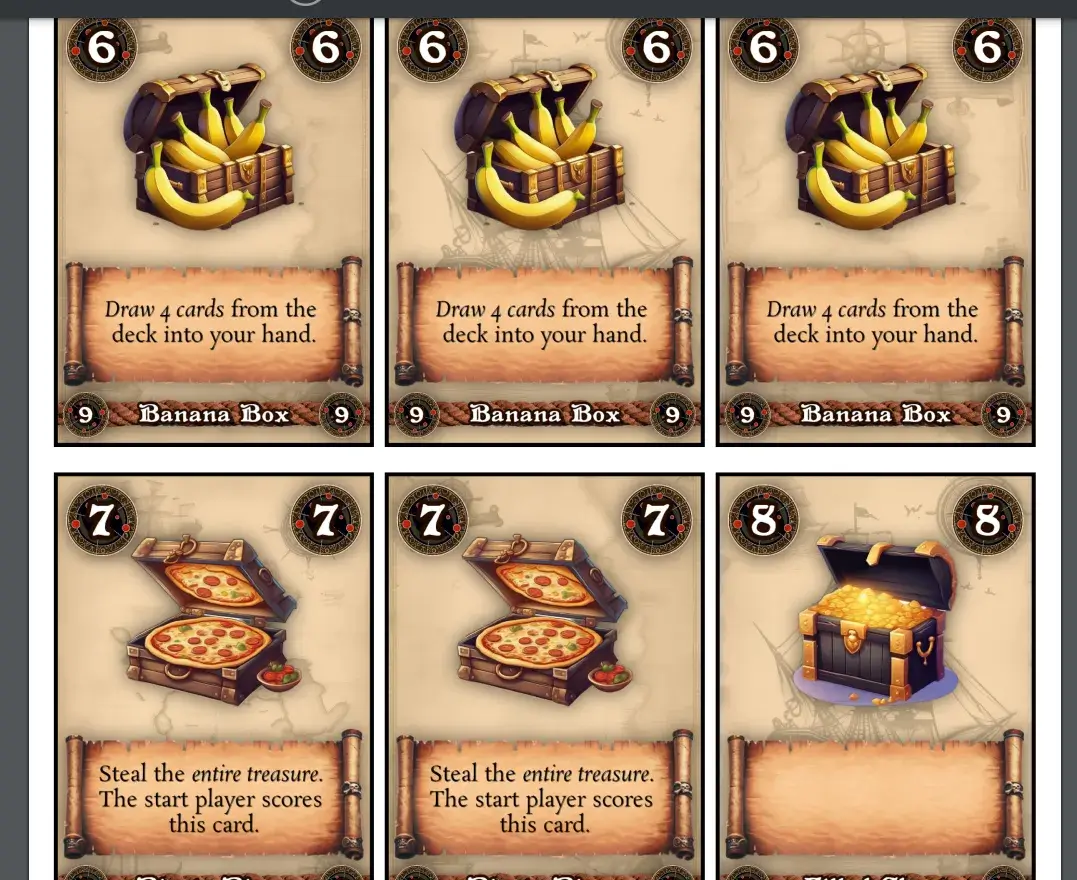 6 6 6 6 6 6
Draw 4 cards from the
deck into your hand.
Draw 4 cards from the
deck into your hand.
Draw 4 cards from the
deck into your hand.
9 Banana Box 9
9 Banana Box 9
9 Banana Box 9
7 7 7 7 8 8
Steal the entire treasure.
The start player scores
this card.
Steal the entire treasure.
The start player scores
this card.